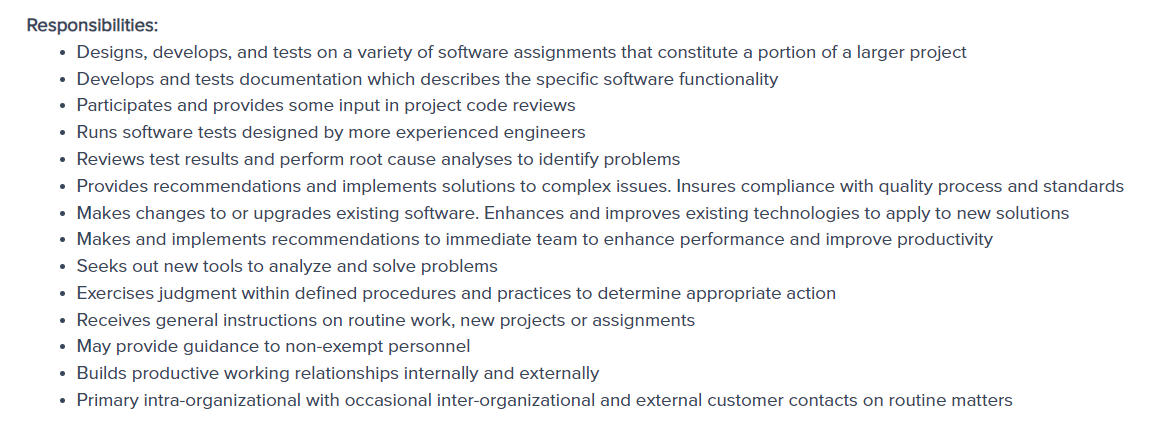 Responsibilities:
• Designs, develops, and tests on a variety of software assignments that constitute a portion of a larger project
• Develops and tests documentation which describes the specific software functionality
• Participates and provides some input in project code reviews
• Runs software tests designed by more experienced engineers
• Reviews test results and perform root cause analyses to identify problems
• Provides recommendations and implements solutions to complex issues. Insures compliance with quality process and standards
• Makes changes to or upgrades existing software. Enhances and improves existing technologies to apply to new solutions
• Makes and implements recommendations to immediate team to enhance performance and improve productivity
• Seeks out new tools to analyze and solve problems
• Exercises judgment within defined procedures and practices to determine appropriate action
• Receives general instructions on routine work, new projects or assignments
• May provide guidance to non-exempt personnel
• Builds productive working relationships internally and externally
• Primary intra-organizational with occasional inter-organizational and external customer contacts on routine matters